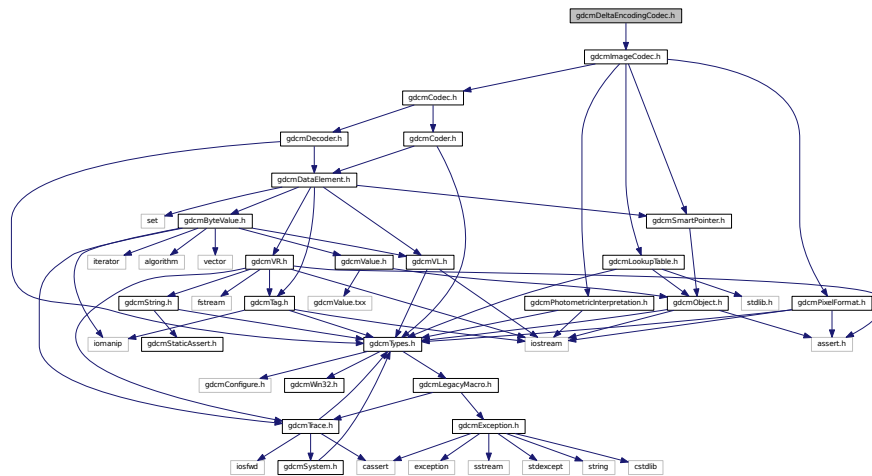 gdcmDeltaEncodingCodec.h
gdcmImageCodec.h
gdcmCodec.h
gdcmDecoder.h
gdcmCoder.h
gdcmDataElement.h
set
gdcmByteValue.h
gdcmSmartPointer.h
iterator
algorithm
vector
gdcmVR.h
gdcmValue.h
gdcmVL.h
gdcmLookupTable.h
gdcmString.h
fstream
gdcmTag.h
gdcmValue.txx
gdcmPhotometricInterpretation.h
gdcmObject.h
stdlib.h
gdcmPixelFormat.h
iomanip
gdcmStaticAssert.h
gdcmTypes.h
iostream
assert.h
gdcmConfigure.h
gdcmWin32.h
gdcmLegacyMacro.h
gdcmTrace.h
gdcmException.h
iosfwd
gdcmSystem.h
cassert
exception
sstream
stdexcept
string
cstdlib